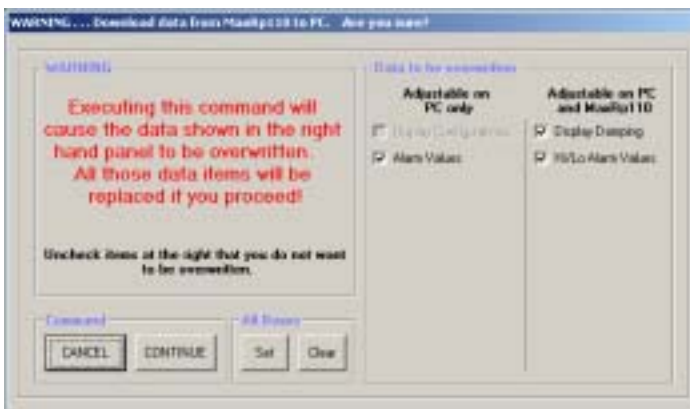 WARNING.... Download data from MaxRpt110 to PC. Are you sure?
WARNING
Executing this command will
cause the data shown in the right
hand panel to be overwritten.
All those data items will be
replaced if you proceed!
Uncheck items at the right that you do not want
to be overwritten.
Command
CANCEL
CONTINUE
All Boxes
Set
Clear
Data to be overwritten
Adjustable on
PC only
Display Configuration
Alarm Values
Adjustable on PC
and
Display Damping
Hi/Lo Alarm Values